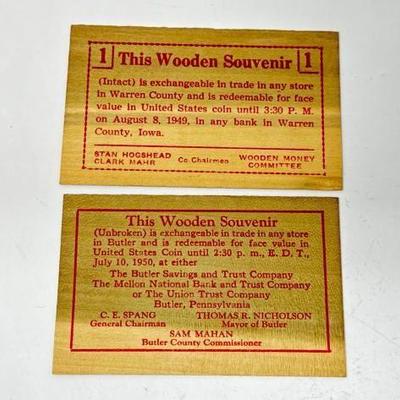 1 This Wooden Souvenir 1
(Intact) is exchangeable in trade in any store
in Warren County and is redeemable for face
value in United States coin until 3:30 P. M.
on August 8, 1949, in any bank in Warren
County, Iowa.
STAN HOGSHEAD
CLARK MAHR
Co Chairmen
WOODEN MONEY
COMMITTEE
This Wooden Souvenir
(Unbroken) is exchangeable in trade in any store
in Butler and is redeemable for face value in
United States Coin until 2:30 p. m., E. D. T.,
July 10, 1950, at either
The Butler Savings and Trust Company
The Mellon National Bank and Trust Company
or The Union Trust Company
Butler, Pennsylvania
C. E. SPANG
General Chairman
THOMAS R. NICHOLSON
Mayor of Butler
SAM MAHAN
Butler County Commissioner